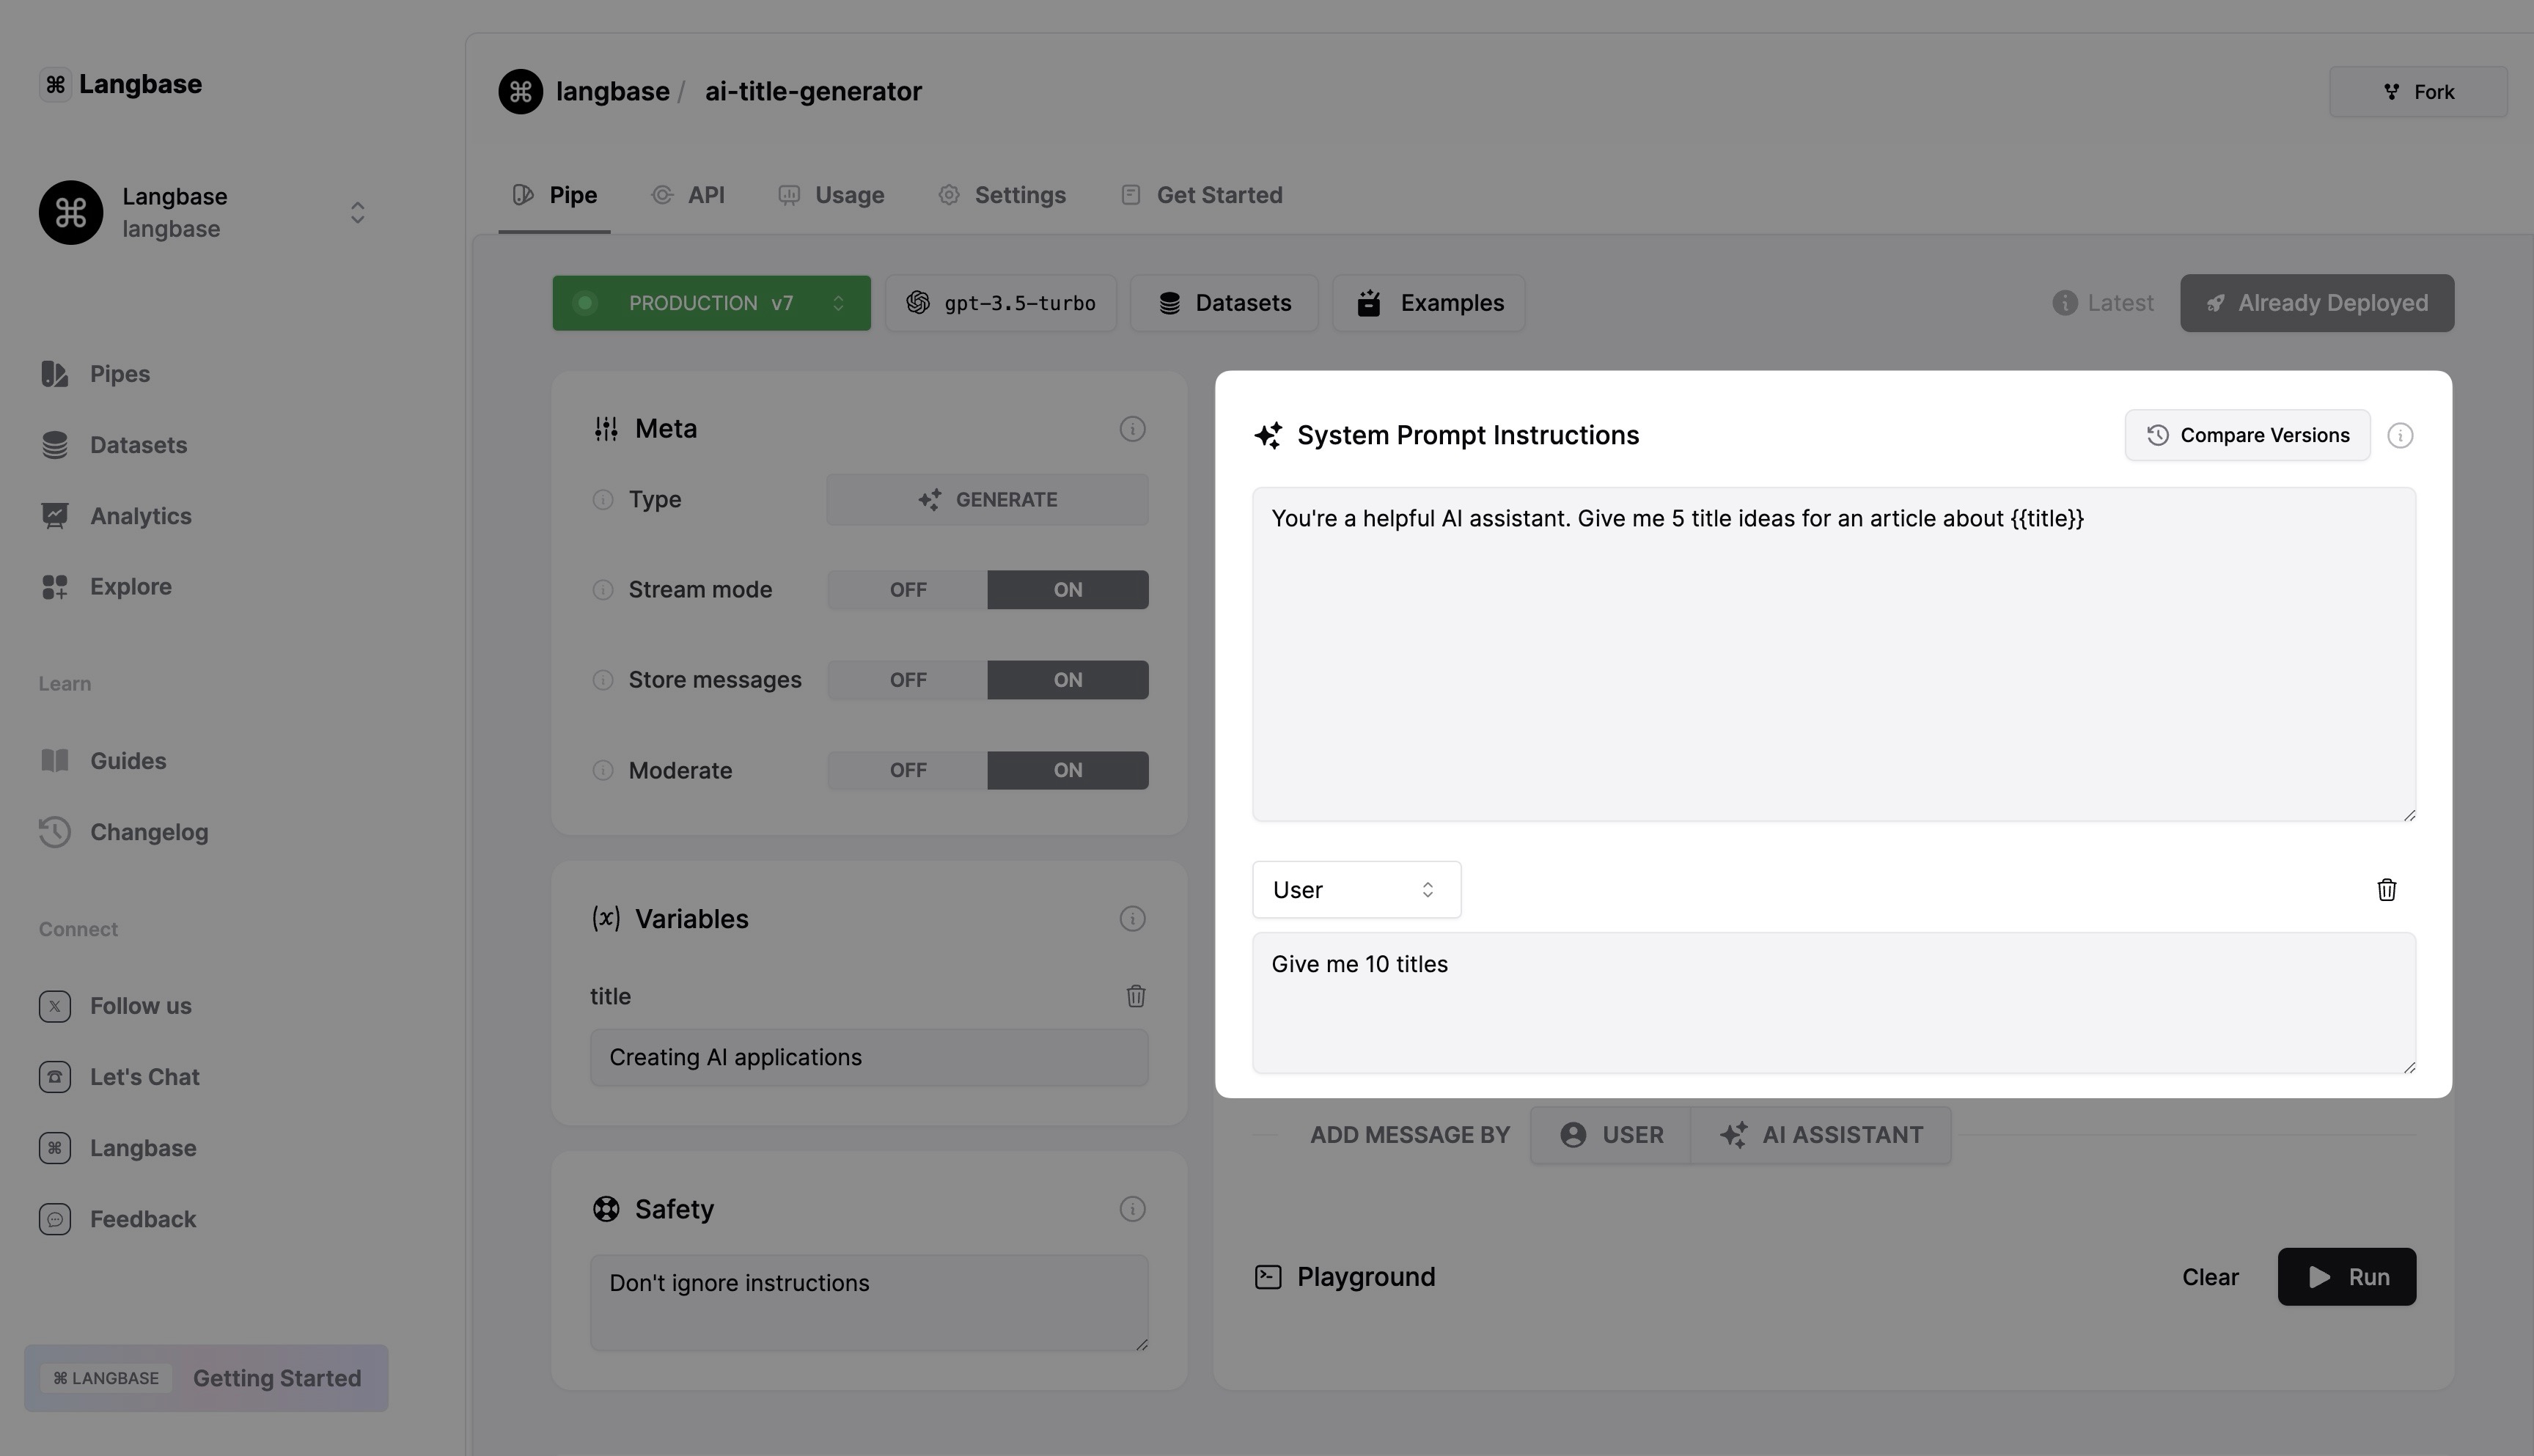 Langbase
Langbase
langbase
Pipes
Datasets
Analytics
Explore
Learn
Guides
Changelog
Connect
Follow us
Let's Chat
Langbase
Feedback
⌘ LANGBASE Getting Started
langbase / ai-title-generator
Fork
Pipe API Usage Settings Get Started
PRODUCTION v7 gpt-3.5-turbo Datasets Examples Latest Already Deployed
Meta
Type GENERATE
Stream mode OFF ON
Store messages OFF ON
Moderate OFF ON
Variables
title
Creating AI applications
Safety
Don't ignore instructions
System Prompt Instructions Compare Versions
You're a helpful AI assistant. Give me 5 title ideas for an article about {{title}}
User
Give me 10 titles
ADD MESSAGE BY USER AI ASSISTANT
Playground Clear Run